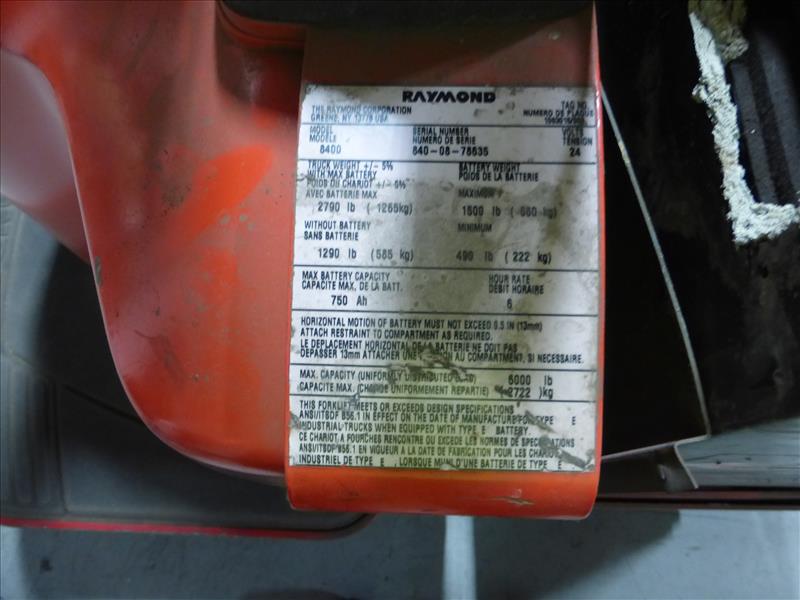 RAYMOND
THE RAYMOND CORPORATION
GREENE, NY. 13778 USA
TAG NO.
NUMERO DE PLAQUE
MODEL
MODELE
8400
SERIAL NUMBER
NUMERO DE SERIE
840-08-78635
VOLTS
TENSION
24
TRUCK WEIGHT +/- 5%
WITH MAX BATTERY
POIDS DU CHARIOT +/- 5%
AVEC BATTERIE MAX
2790 lb ( 1265kg)
BATTERY WEIGHT
POIDS DE LA BATTERIE
MAXIMUM
1500 lb ( 680 kg)
WITHOUT BATTERY
SANS BATTERIE
1290 lb (585 kg)
MINIMUM
490 lb ( 222 kg)
MAX BATTERY CAPACITY
CAPACITE MAX. DE LA BATT.
750 Ah
HOUR RATE
DEBIT HORAIRE
6
HORIZONTAL MOTION OF BATTERY MUST NOT EXCEED 0.5 IN (13mm)
ATTACH RESTRAINT TO COMPARTMENT AS REQUIRED.
LE DEPLACEMENT HORIZONTAL DE LA BATTERIE NE DOIT PAS
DEPASSER 13mm ATTACHER UNE AU COMPARTIMENT, SI NECESSAIRE.
MAX. CAPACITY (UNIFORMLY DISTRIBUTED LOAD) 6000 lb
CAPACITE MAX. (CHARGE UNIFORMEMENT REPARTIE) ( 2722 )kg
THIS FORKLIFT MEETS OR EXCEEDS DESIGN SPECIFICATIONS
ANSI/ITSDF B56.1 IN EFFECT ON THE DATE OF MANUFACTURE FOR TYPE E
INDUSTRIAL TRUCKS WHEN EQUIPPED WITH TYPE E BATTERY.
CE CHARIOT A FOURCHES RENCONTRE OU EXCEDE LES NORMES DE SPECIFICATIONS
ANSI/ITSDF B56.1 EN VIGUEUR A LA DATE DE FABRICATION POUR LES CHARIOT
INDUSTRIEL DE TYPE E , LORSQUE MUNI D'UNE BATTERIE DE TYPE E .